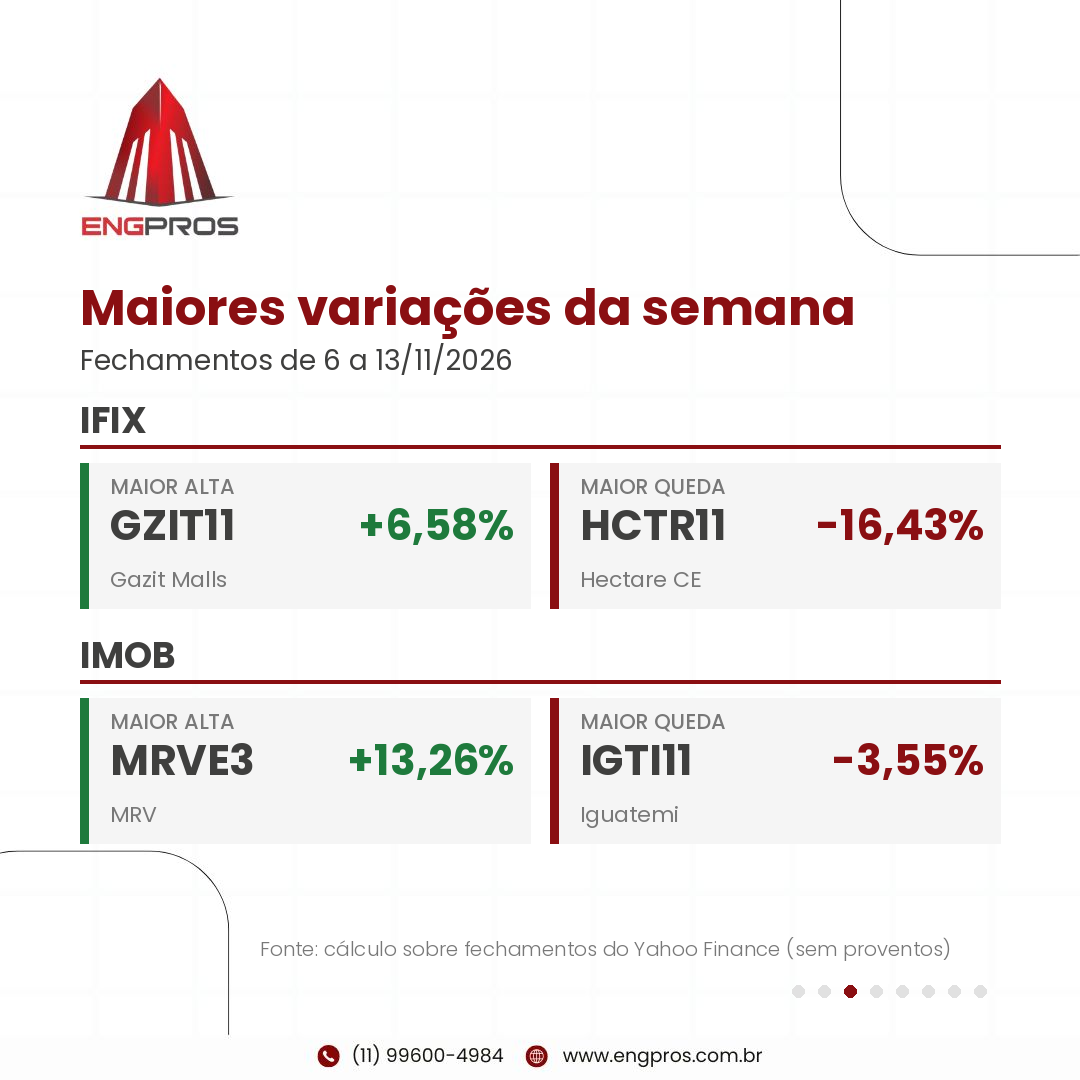 ENGPROS
Maiores variações da semana
Fechamentos de 6 a 13/11/2026
IFIX
MAIOR ALTA
GZIT11 +6,58%
Gazit Malls
MAIOR QUEDA
HCTR11 -16,43%
Hectare CE
IMOB
MAIOR ALTA
MRVE3 +13,26%
MRV
MAIOR QUEDA
IGTI11 -3,55%
Iguatemi
Fonte: cálculo sobre fechamentos do Yahoo Finance (sem proventos)
(11) 99600-4984 www.engpros.com.br